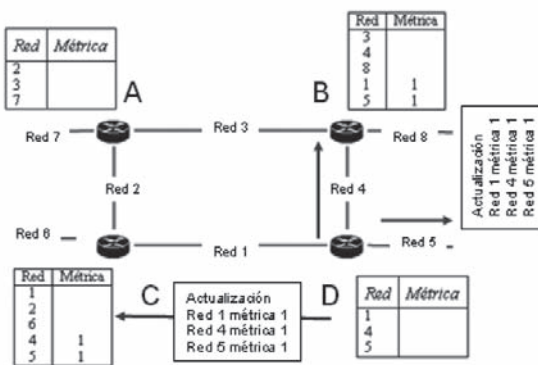 Red Métrica
2
3
7
A
B
Red Métrica
3
4
8
1 1
5 1
Red 7
Red 3
Red 8
Red 2
Red 4
Red 6
Red 1
Red 5
Actualización
Red 1 métrica 1
Red 4 métrica 1
Red 5 métrica 1
Red Métrica
1
2
6
4 1
5 1
C
Actualización
Red 1 métrica 1
Red 4 métrica 1
Red 5 métrica 1
D
Red Métrica
1
4
5